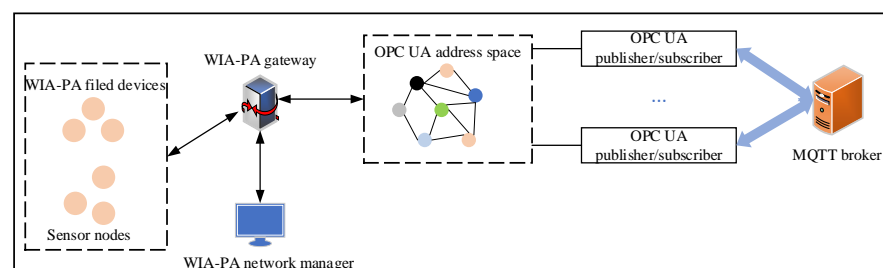 WIA-PA filed devices
Sensor nodes
WIA-PA gateway
WIA-PA network manager
OPC UA address space
OPC UA
publisher/subscriber
...
OPC UA
publisher/subscriber
MQTT broker